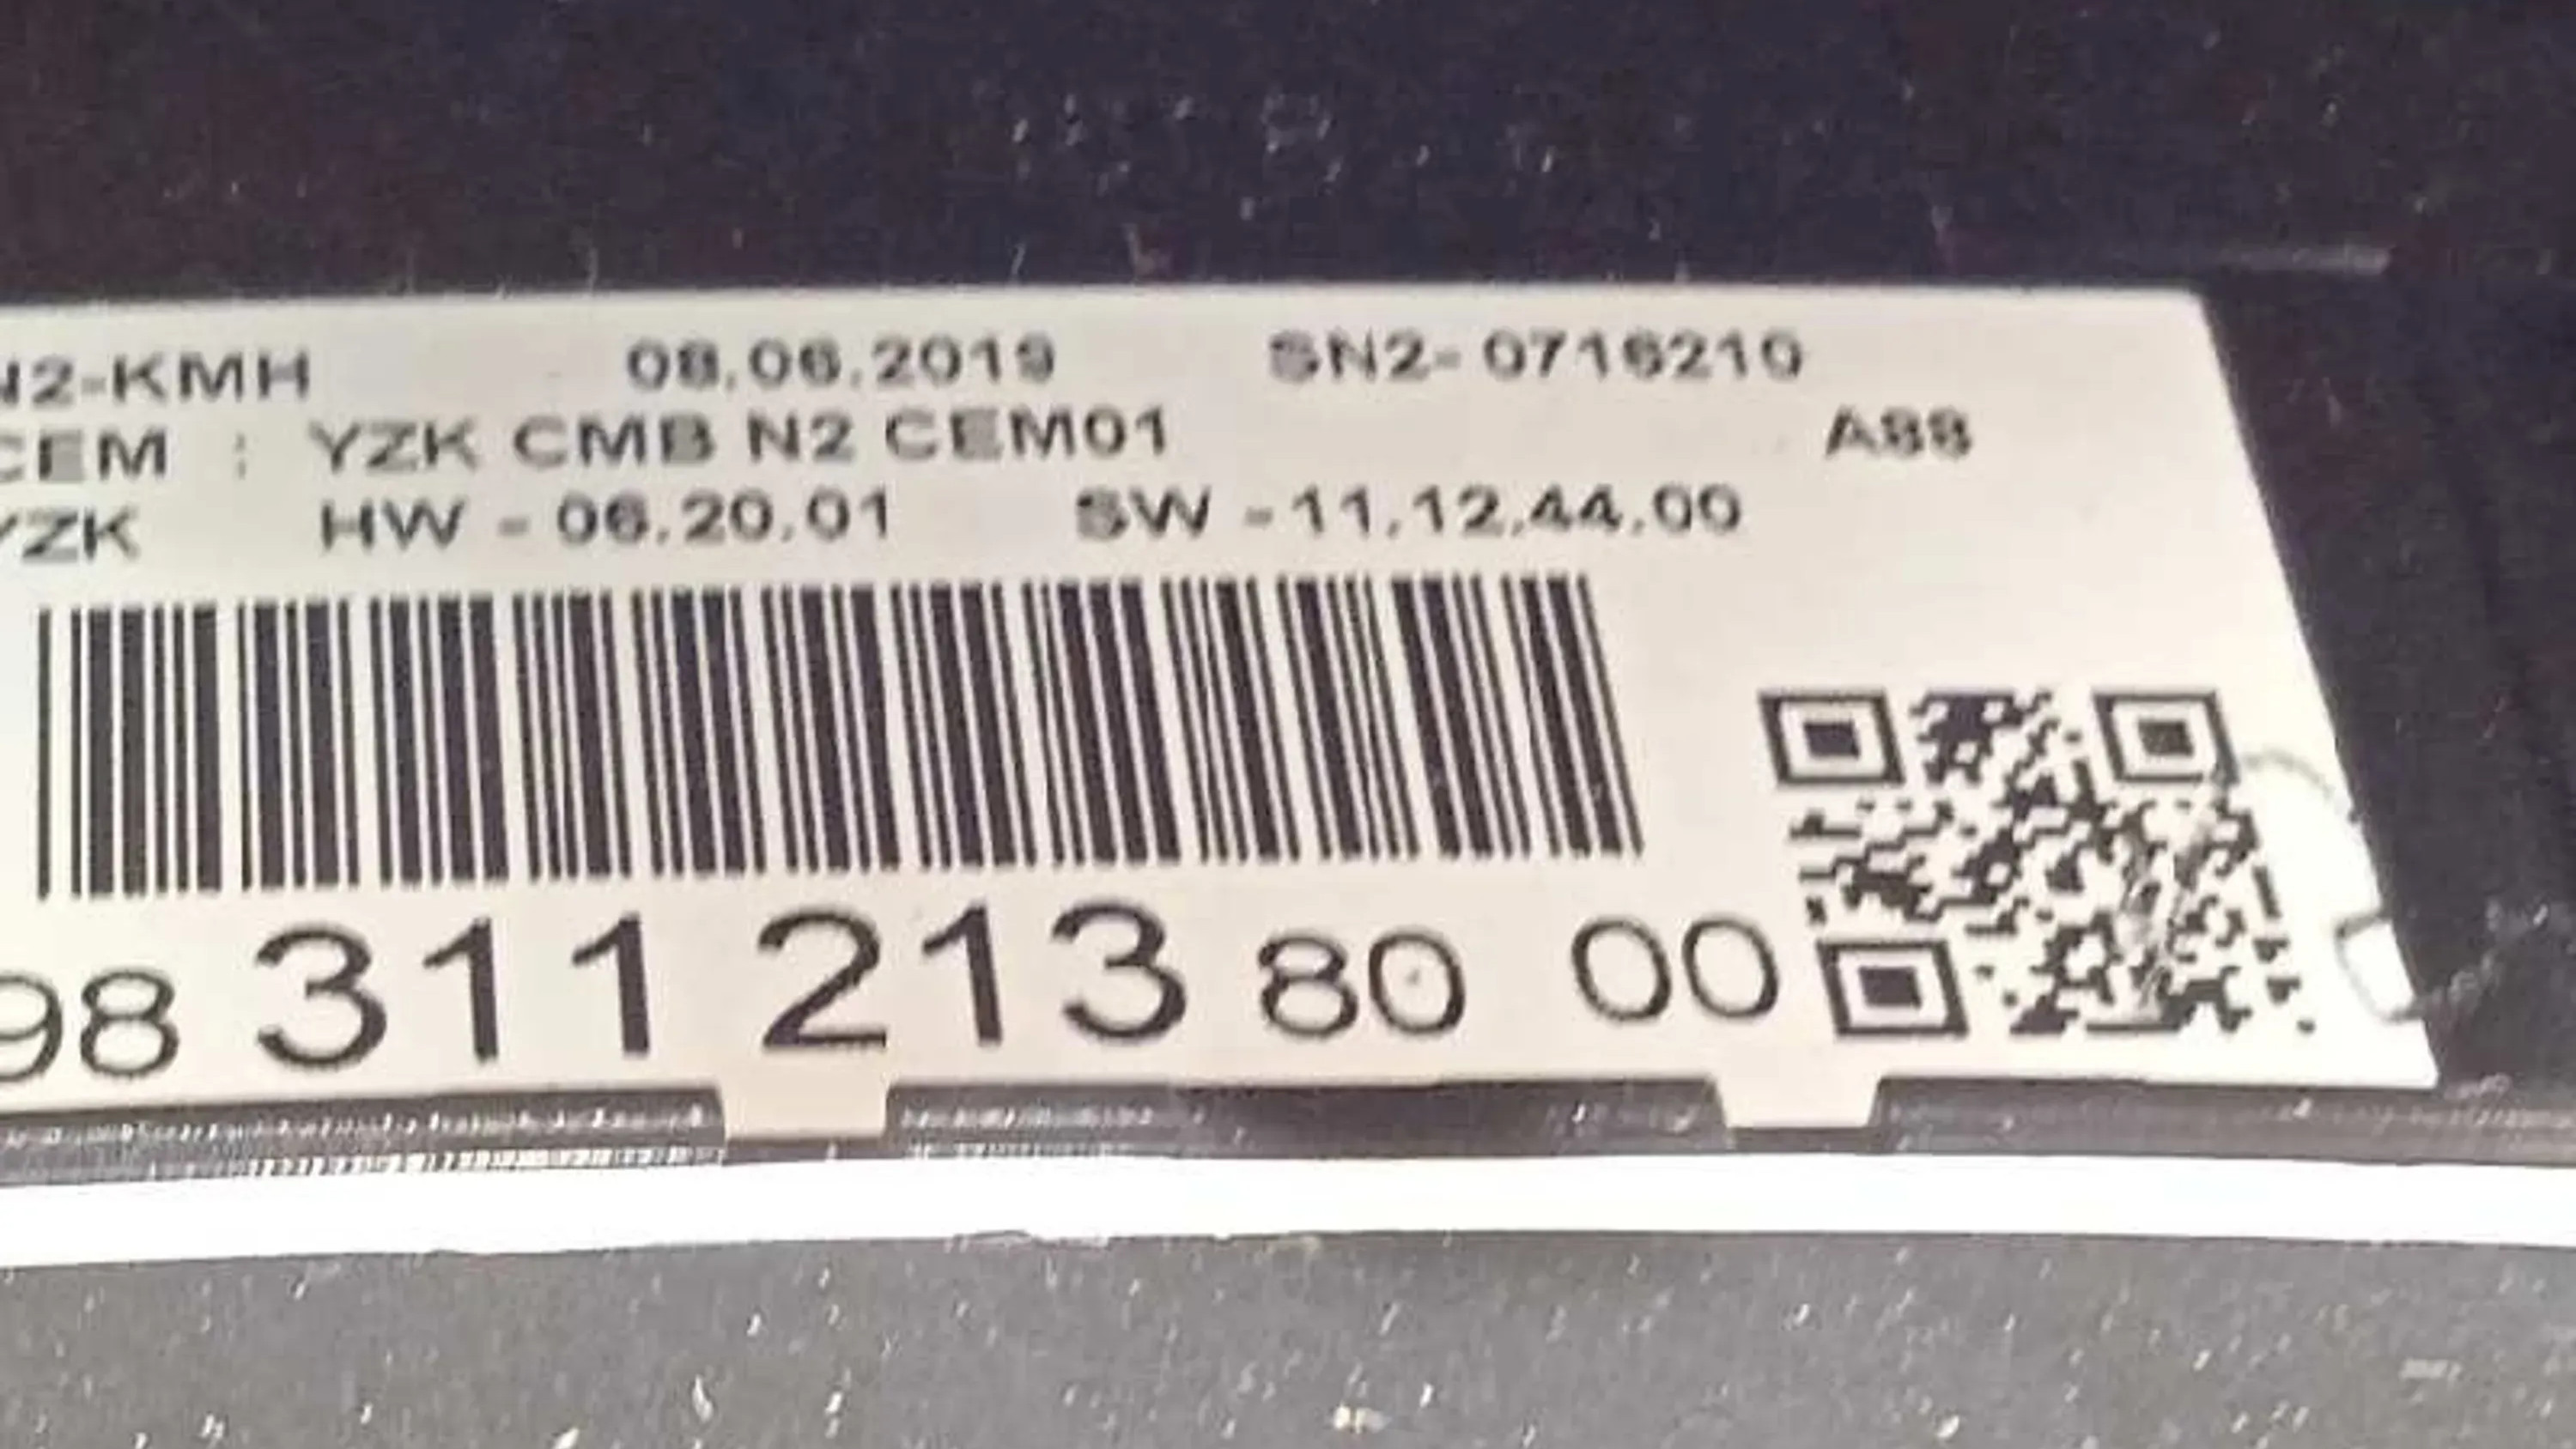 N2-KMH 08.06.2019 SN2- 0716210
CEM : YZK CMB N2 CEM01 A88
YZK HW - 06.20.01 SW - 11.12.44.00
98 311 213 80 00